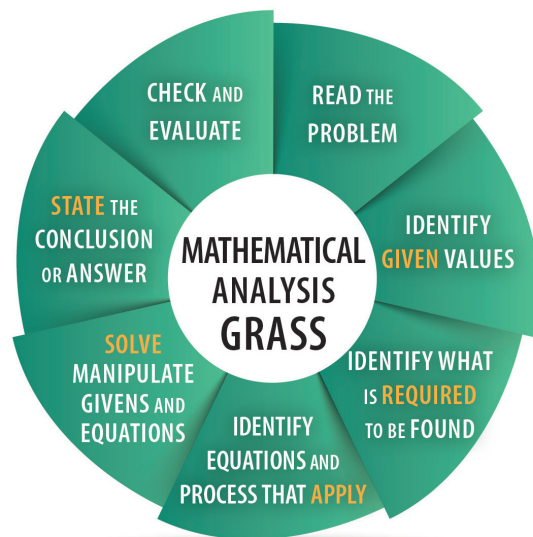 MATHEMATICAL
ANALYSIS
GRASS
READ THE
PROBLEM
IDENTIFY
GIVEN VALUES
IDENTIFY WHAT
IS REQUIRED
TO BE FOUND
IDENTIFY
EQUATIONS AND
PROCESS THAT APPLY
SOLVE
MANIPULATE
GIVENS AND
EQUATIONS
STATE THE
CONCLUSION
OR ANSWER
CHECK AND
EVALUATE